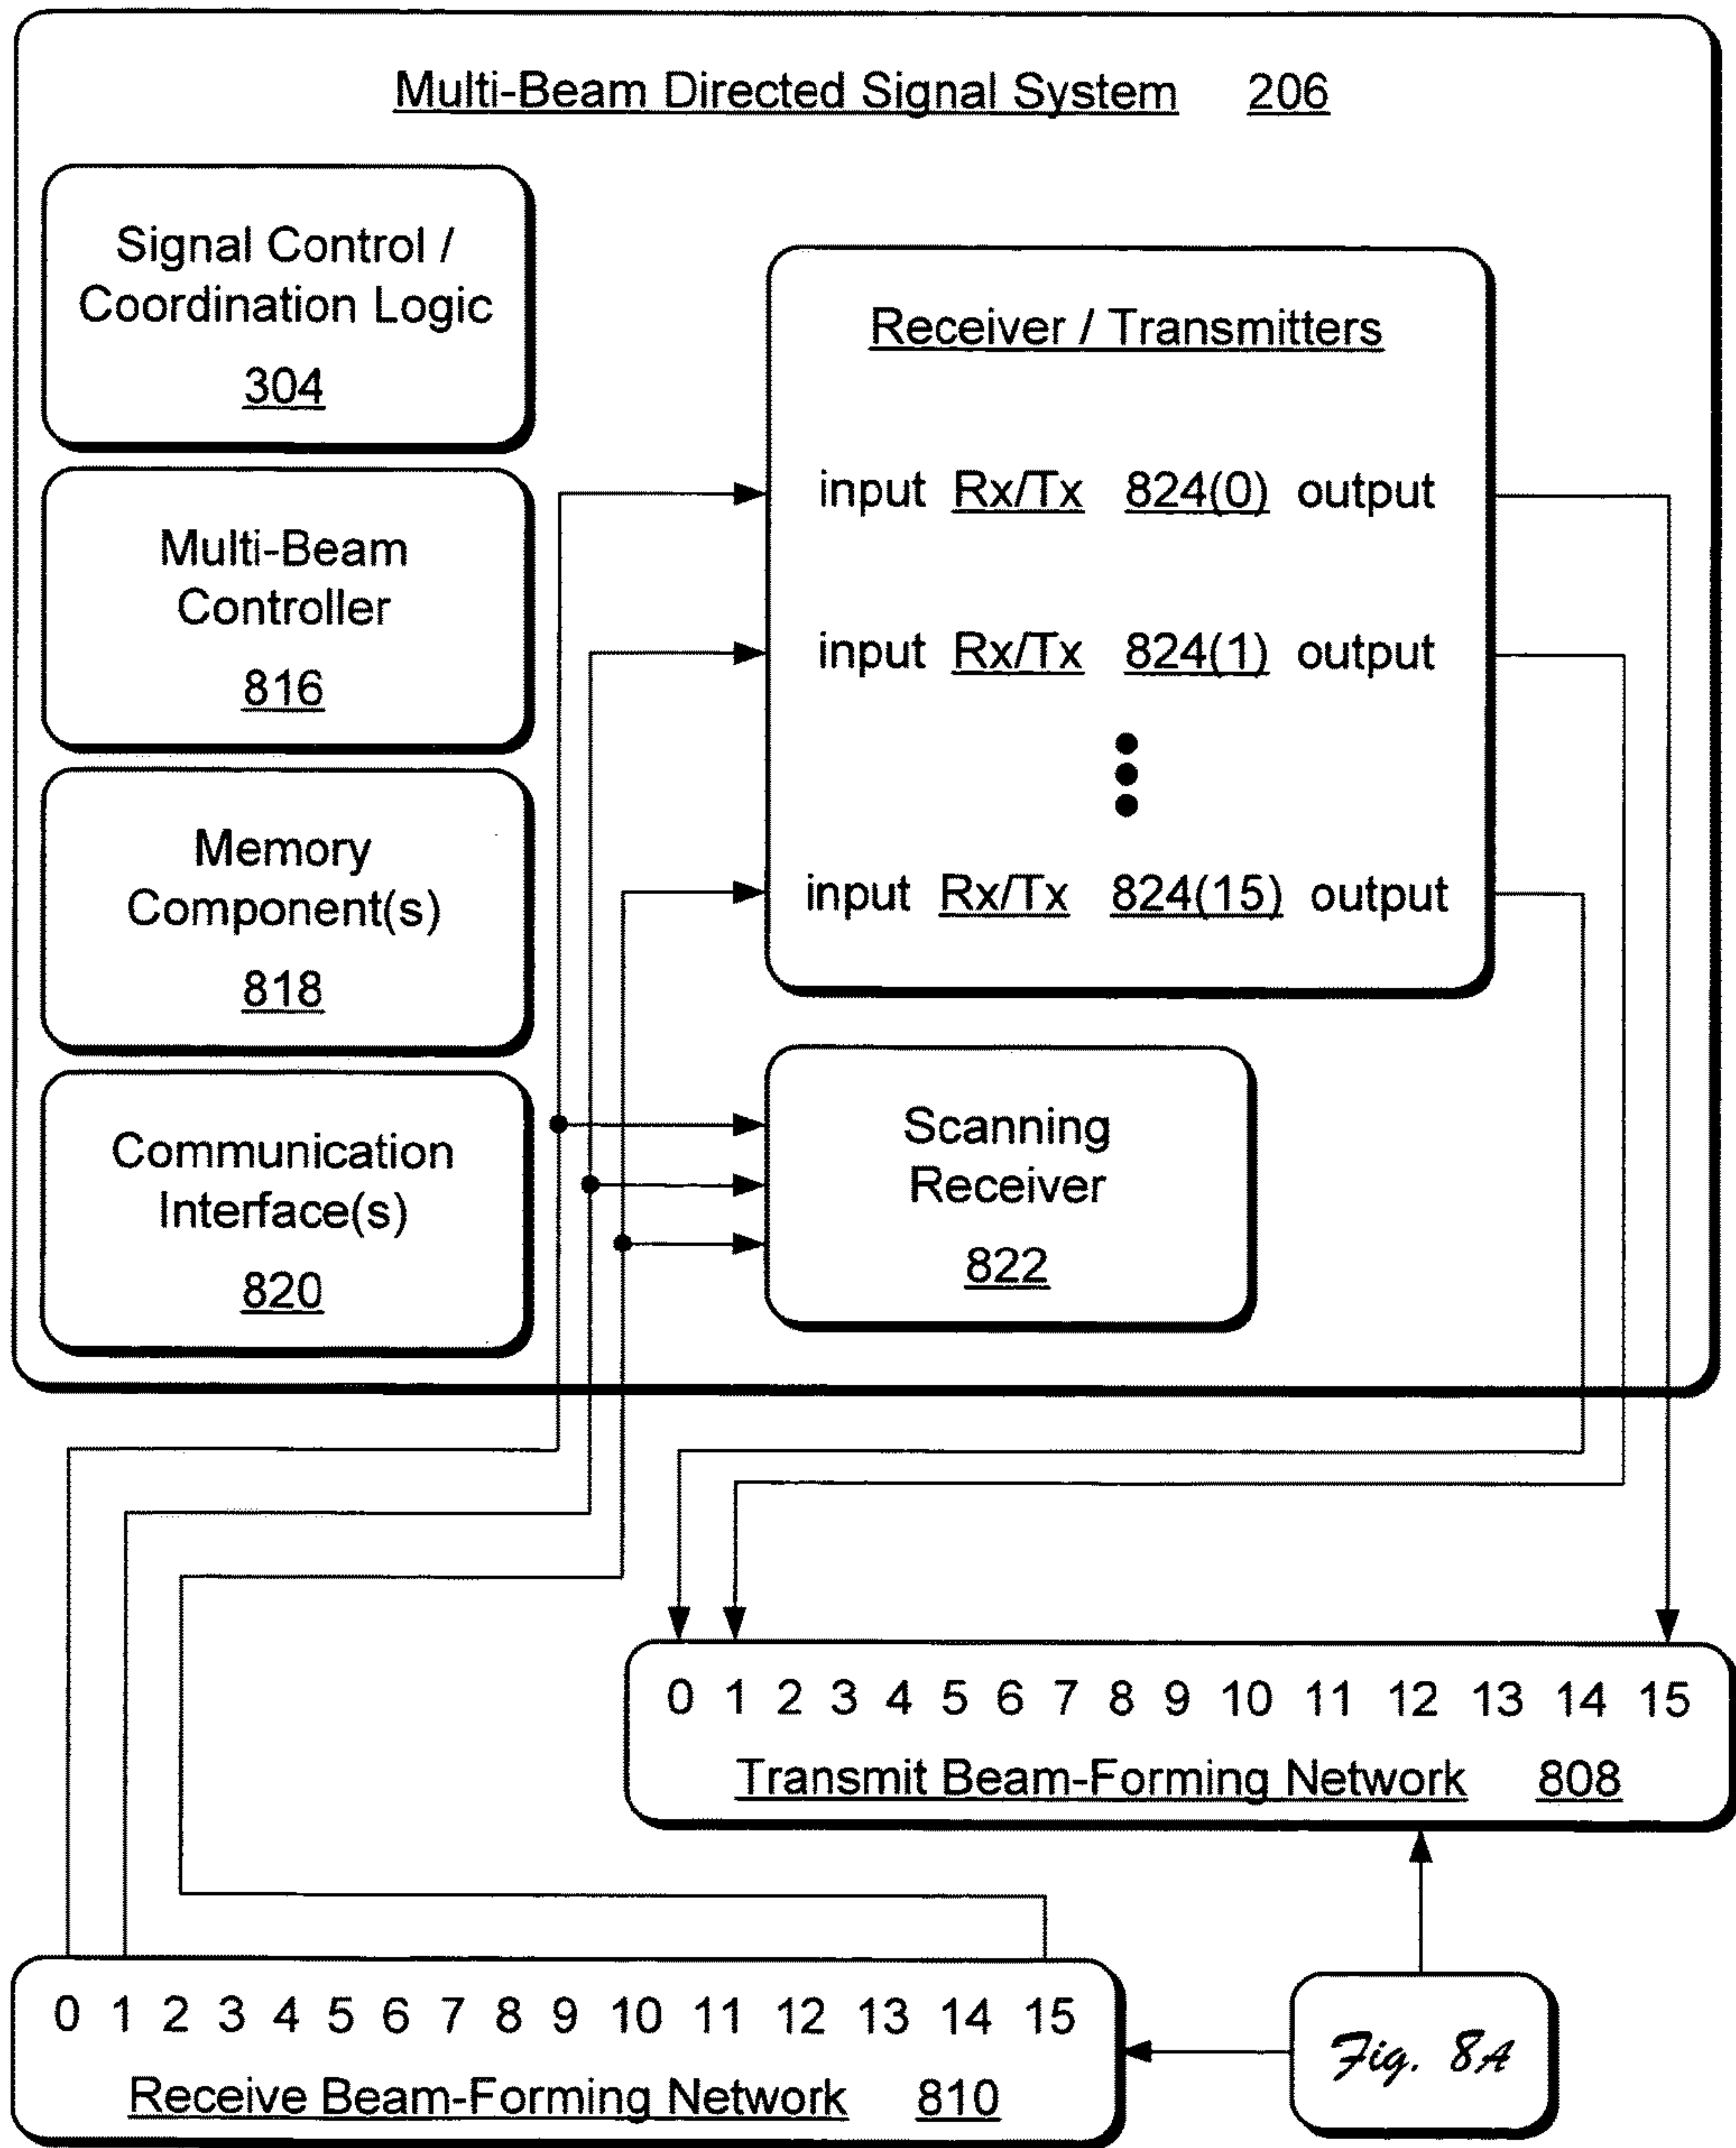 Multi-Beam Directed Signal System 206
Signal Control /
Coordination Logic
304
Multi-Beam
Controller
816
Memory
Component(s)
818
Communication
Interface(s)
820
Receiver / Transmitters
input Rx/Tx 824(0) output
input Rx/Tx 824(1) output
input Rx/Tx 824(15) output
Scanning
Receiver
822
0 1 2 3 4 5 6 7 8 9 10 11 12 13 14 15
Transmit Beam-Forming Network 808
0 1 2 3 4 5 6 7 8 9 10 11 12 13 14 15
Receive Beam-Forming Network 810
Fig. 8A